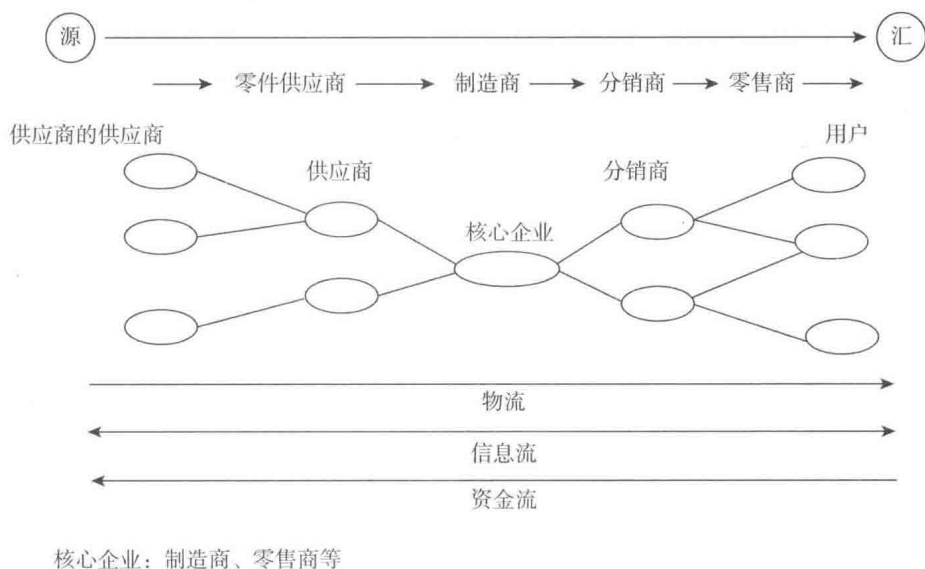 源 汇
零件供应商 制造商 分销商 零售商
供应商的供应商 用户
供应商 分销商
核心企业
物流
信息流
资金流
核心企业：制造商、零售商等